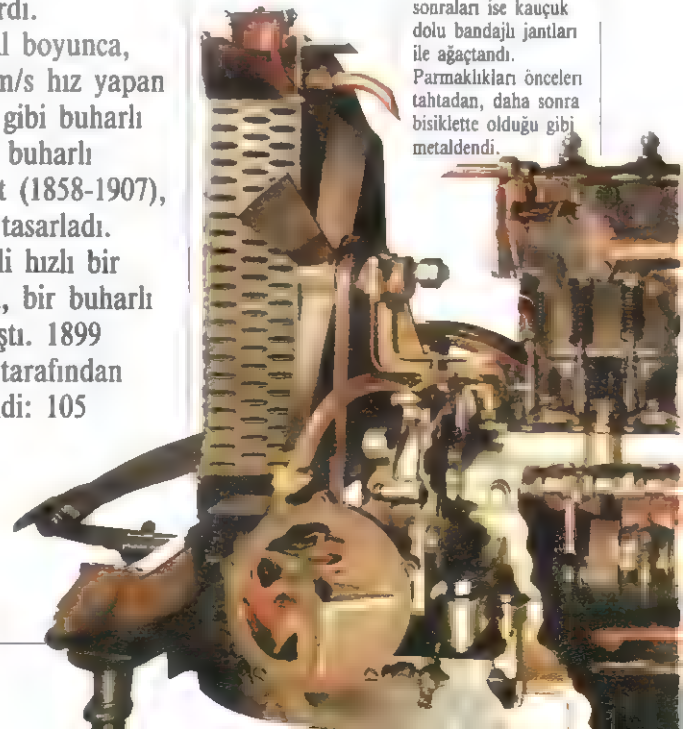 rdı.
l boyunca,
m/s hız yapan
gibi buharlı
buharlı
t (1858-1907),
tasarladı.
li hızlı bir
, bir buharlı
ştı. 1899
tarafından
di: 105
sonraları ise kauçuk
dolu bandajlı jantları
ile ağaçtandı.
Parmaklıkları önceleri
tahtadan, daha sonra
bisiklette olduğu gibi
metaldendi.